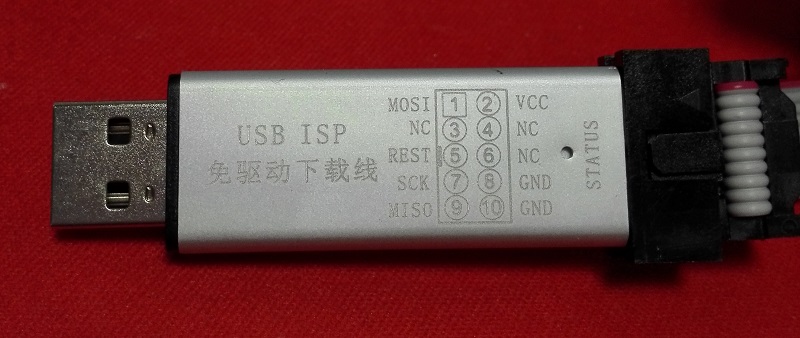 USB ISP
免驱动下载线
MOSI 1 2 VCC
NC 3 4 NC
REST 5 6 NC
SCK 7 8 GND
MISO 9 10 GND
STATUS